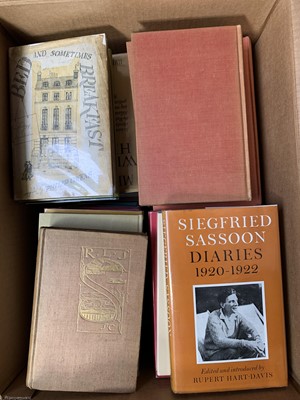 BED
AND SOMETIMES
BREAKFAST
SIEGFRIED
SASSOON
DIARIES
1920-1922
Edited and introduced by
RUPERT HART-DAVIS